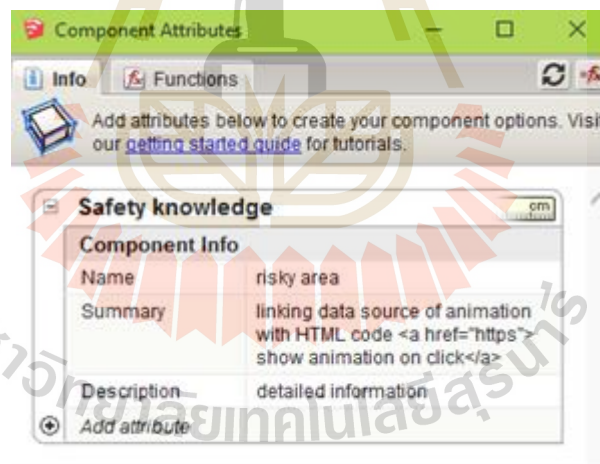 Component Attributes
Info
Functions
Add attributes below to create your component options. Visi
our getting started guide for tutorials.
Safety knowledge
cm
Component Info
Name risky area
Summary linking data source of animation
with HTML code <a href="https">
show animation on click</a>
Description detailed information
Add attribute